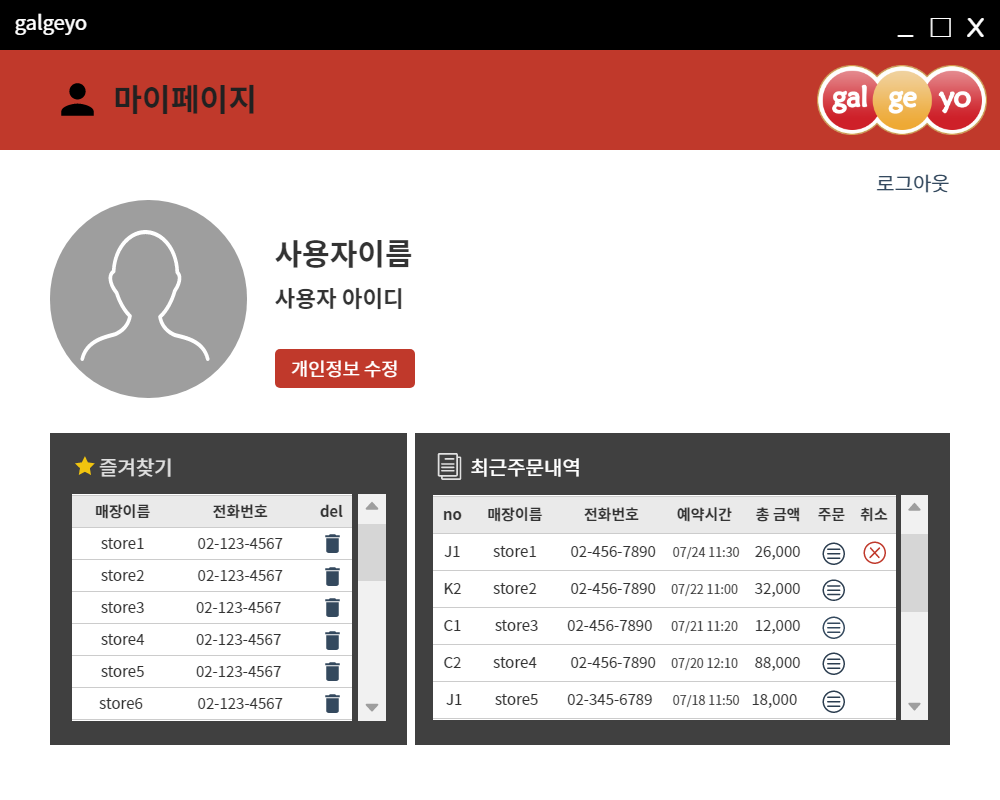 galgeyo
마이페이지
gal ge yo
로그아웃
사용자이름
사용자 아이디
개인정보 수정
즐겨찾기
매장이름 전화번호 del
store1 02-123-4567
store2 02-123-4567
store3 02-123-4567
store4 02-123-4567
store5 02-123-4567
store6 02-123-4567
최근주문내역
no 매장이름 전화번호 예약시간 총 금액 주문 취소
J1 store1 02-456-7890 07/24 11:30 26,000
K2 store2 02-456-7890 07/22 11:00 32,000
C1 store3 02-456-7890 07/21 11:20 12,000
C2 store4 02-456-7890 07/20 12:10 88,000
J1 store5 02-345-6789 07/18 11:50 18,000